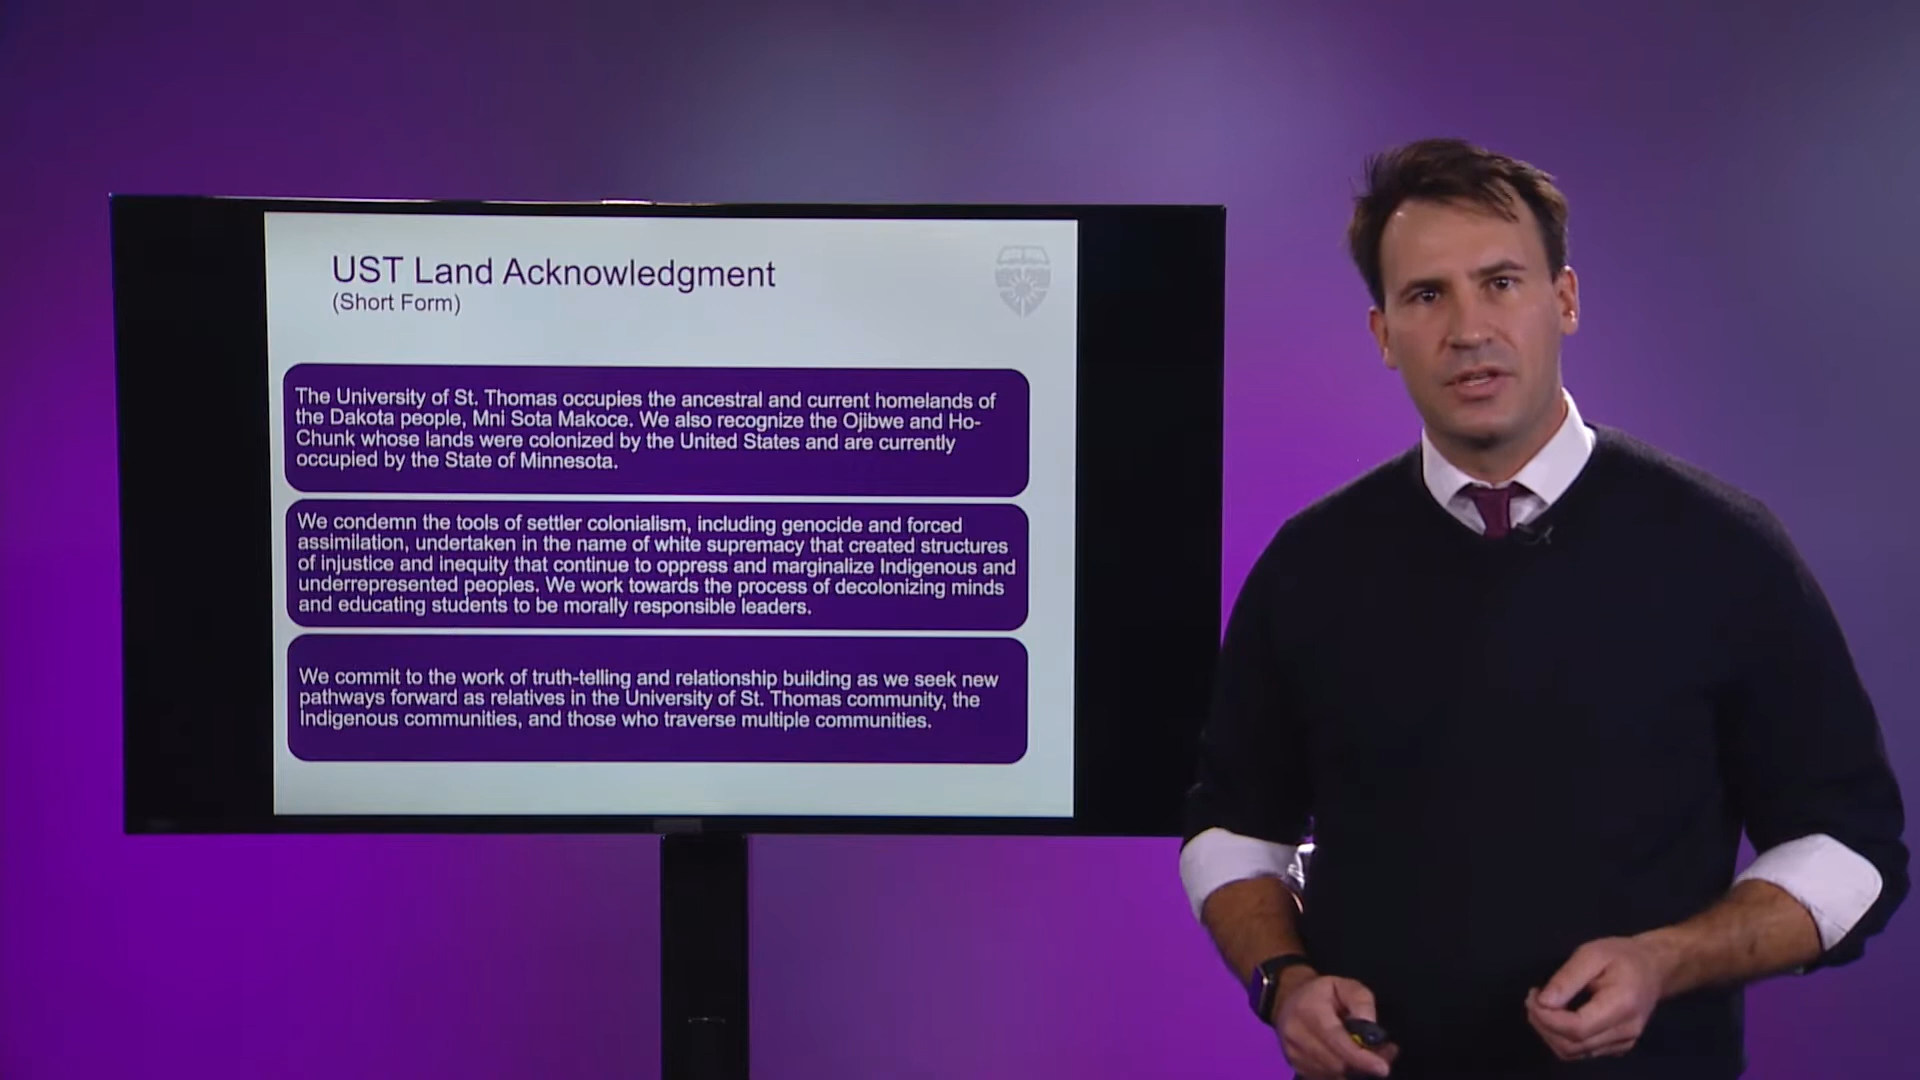 UST Land Acknowledgment
(Short Form)
The University of St. Thomas occupies the ancestral and current homelands of
the Dakota people, Mni Sota Makoce. We also recognize the Ojibwe and Ho-
Chunk whose lands were colonized by the United States and are currently
occupied by the State of Minnesota.
We condemn the tools of settler colonialism, including genocide and forced
assimilation, undertaken in the name of white supremacy that created structures
of injustice and inequity that continue to oppress and marginalize Indigenous and
underrepresented peoples. We work towards the process of decolonizing minds
and educating students to be morally responsible leaders.
We commit to the work of truth-telling and relationship building as we seek new
pathways forward as relatives in the University of St. Thomas community, the
Indigenous communities, and those who traverse multiple communities.